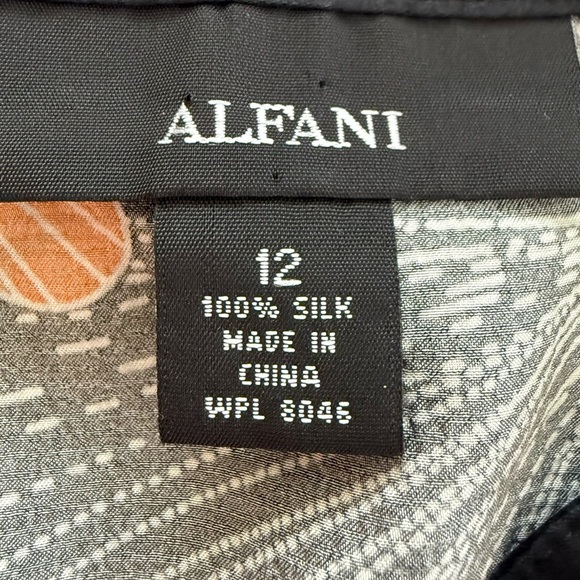 ALFANI
12
100% SILK
MADE IN
CHINA
WPL 8046